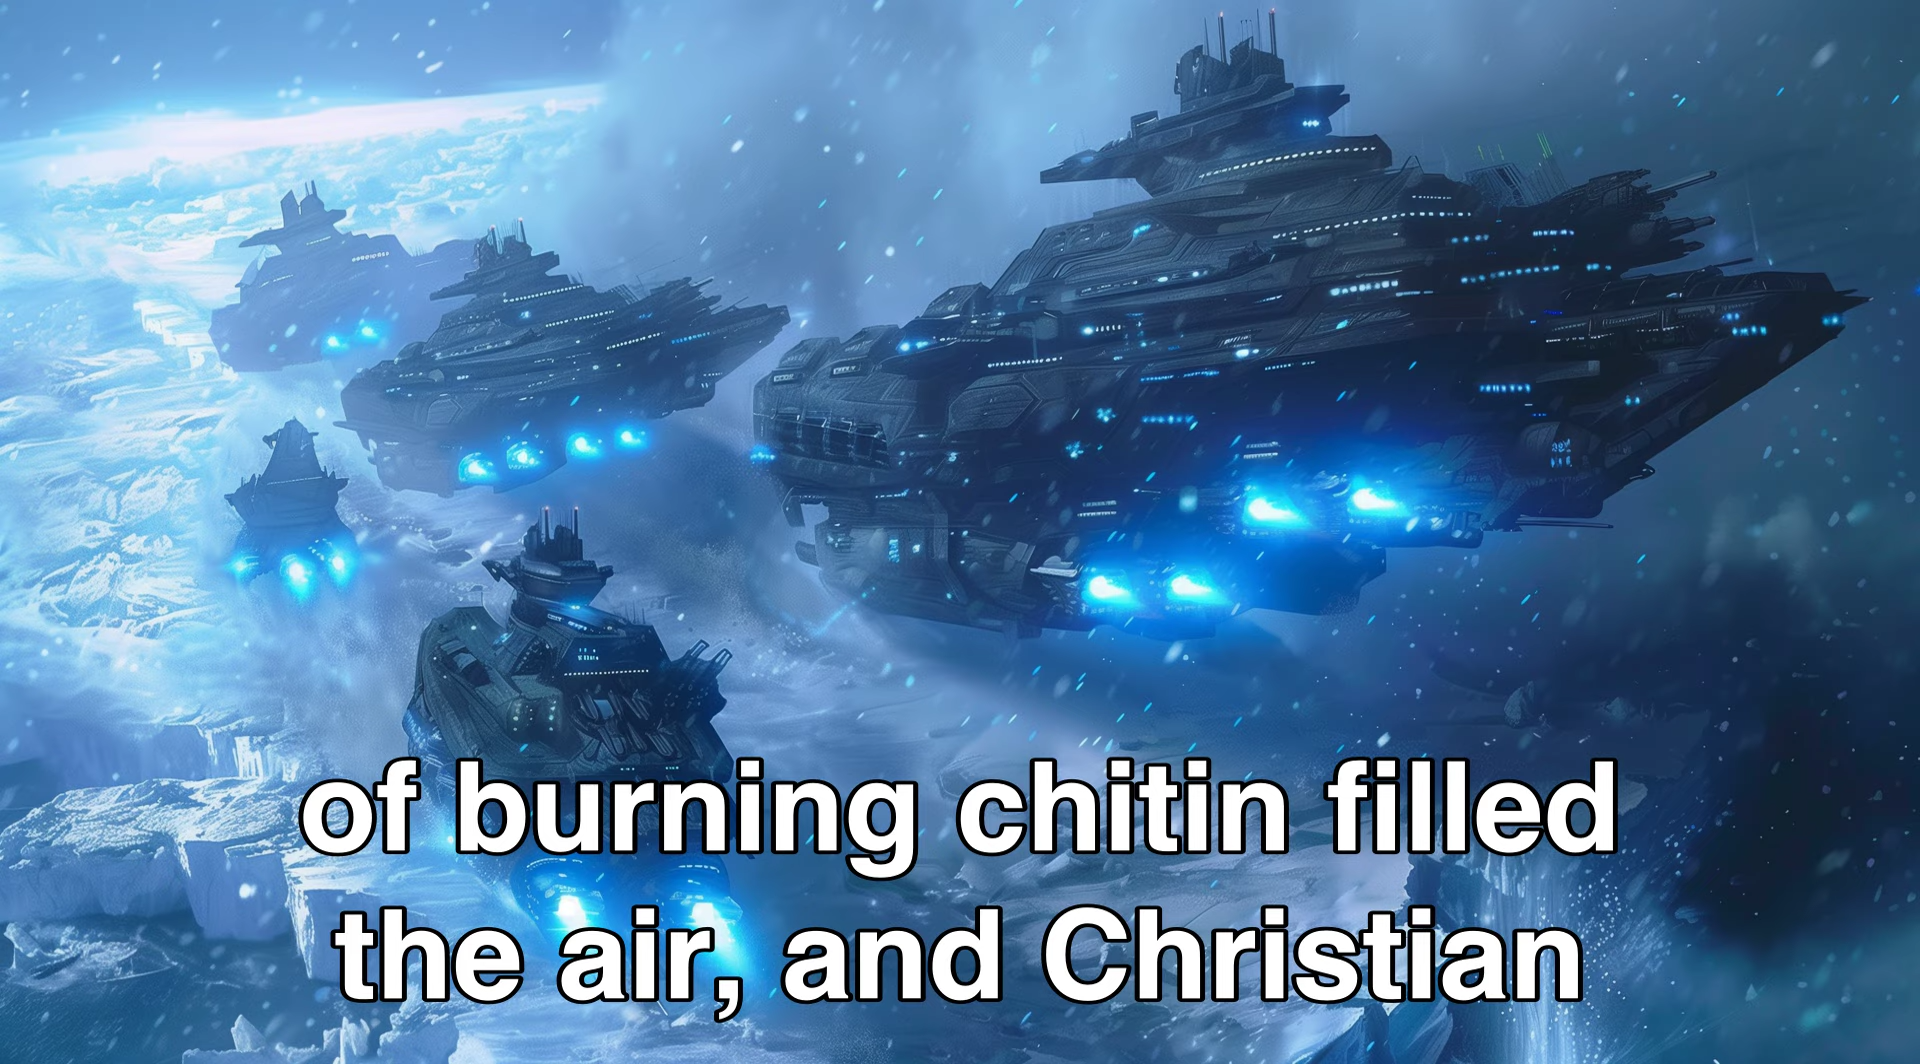 of burning chitin filled
the air, and Christian